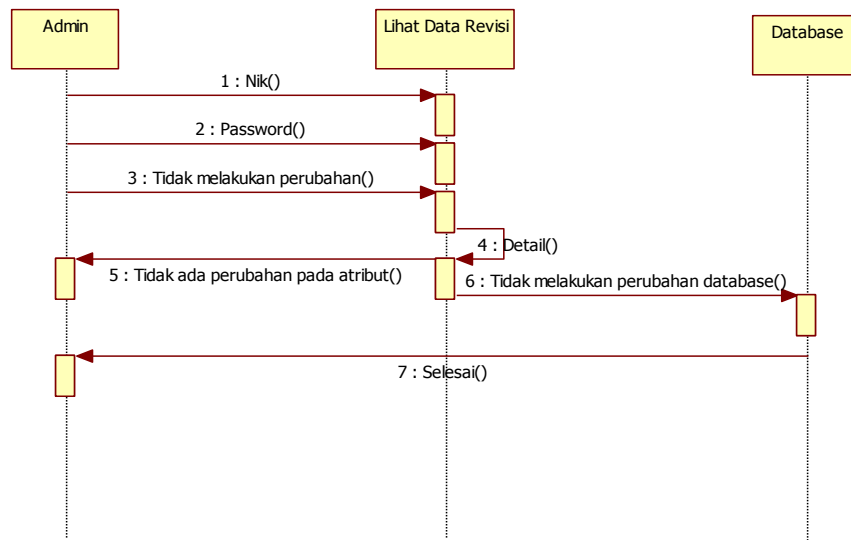 Admin
Lihat Data Revisi
Database
1 : Nik()
2 : Password()
3 : Tidak melakukan perubahan()
4 : Detail()
5 : Tidak ada perubahan pada atribut()
6 : Tidak melakukan perubahan database()
7 : Selesai()